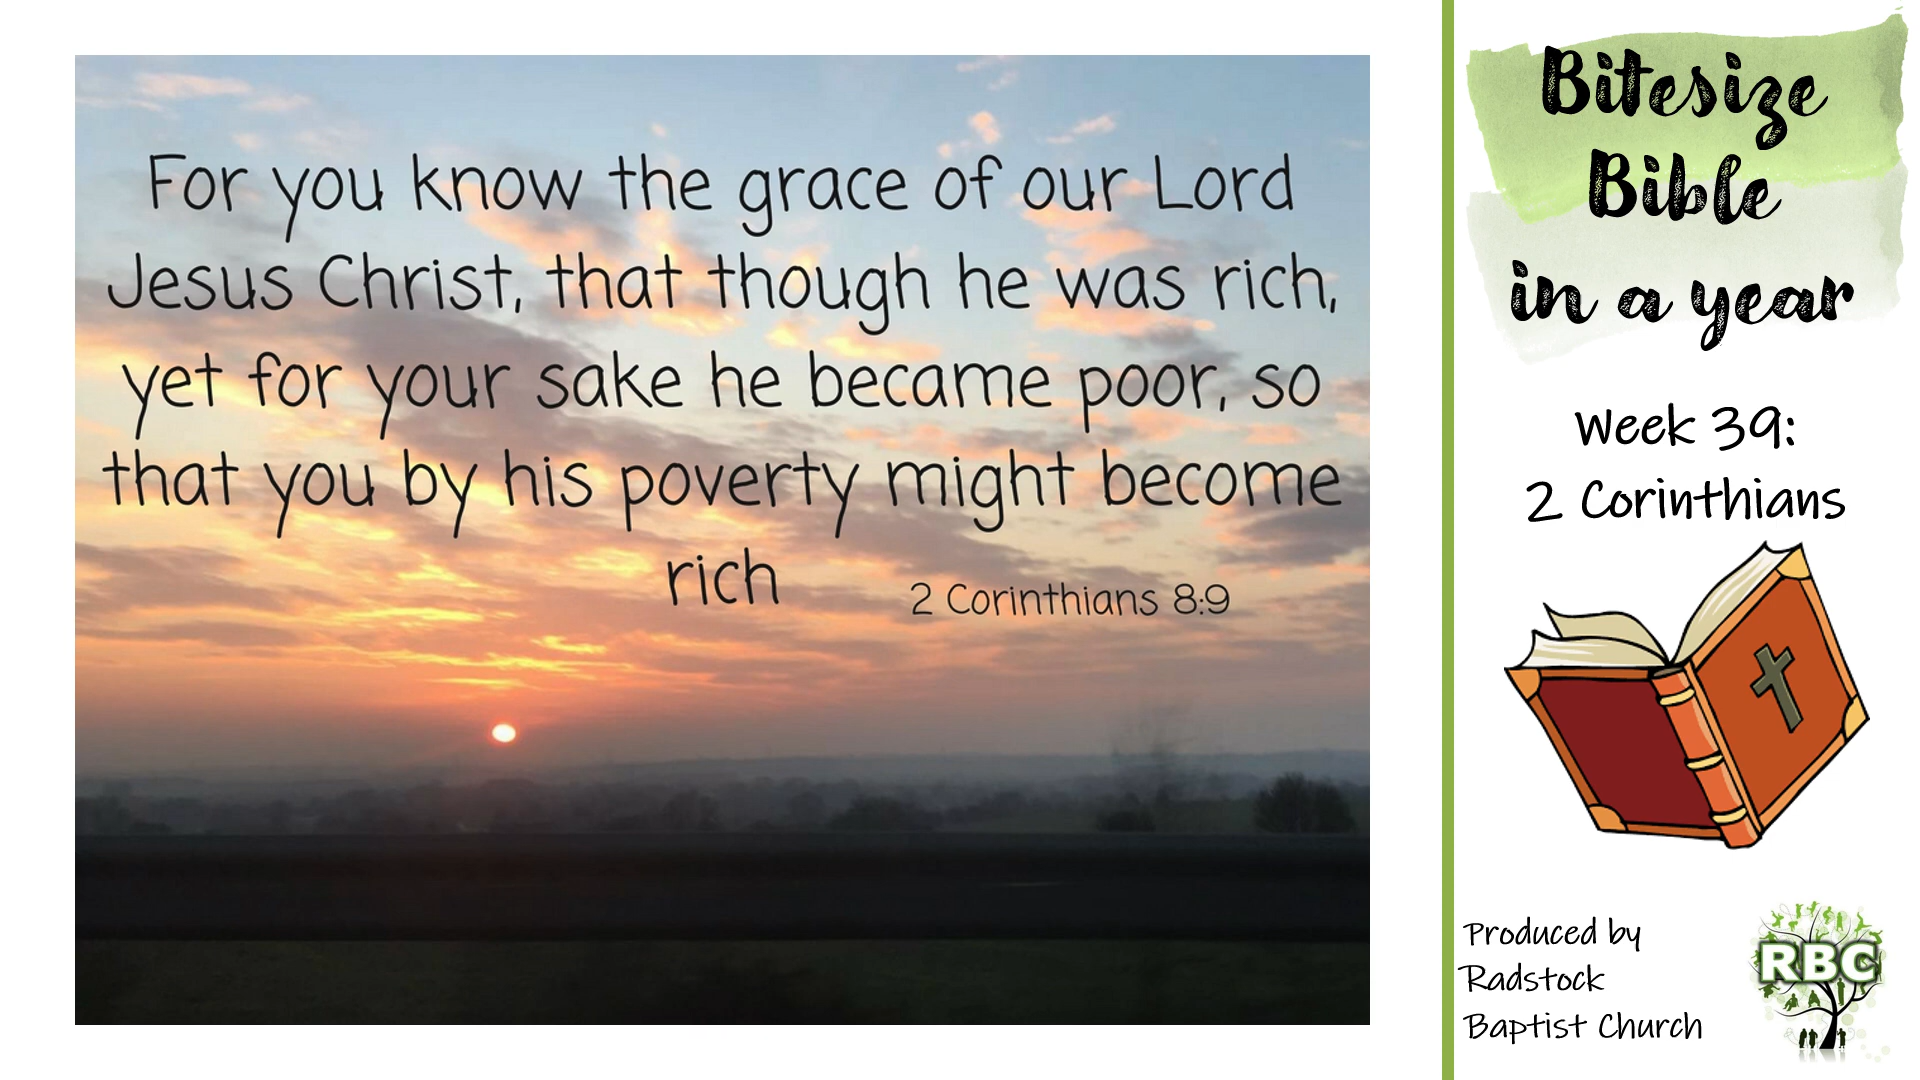 For you know the grace of our Lord
Jesus Christ, that though he was rich,
yet for your sake he became poor, so
that you by his poverty might become
rich
2 Corinthians 8:9
Bitesize
Bible
in a year
Week 39:
2 Corinthians
Produced by
Radstock
Baptist Church
RBC